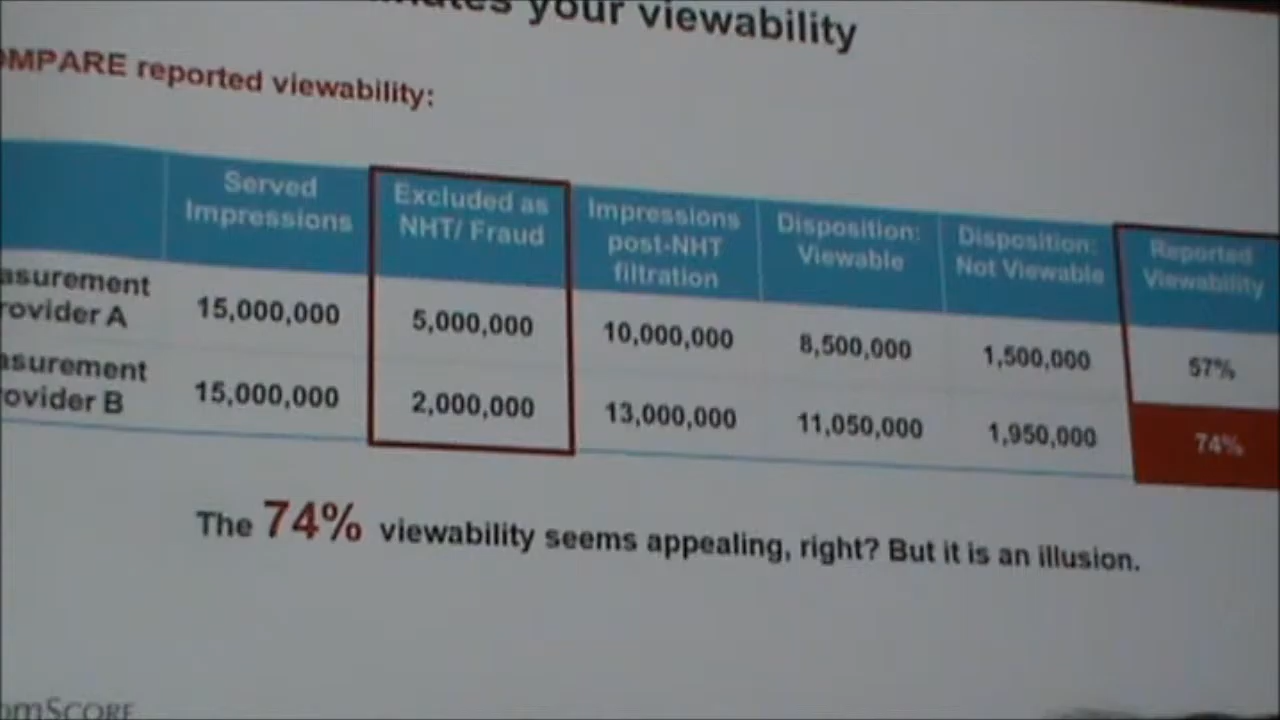 your viewability
COMPARE reported viewability:
Served Impressions
Excluded as NHT/ Fraud
Impressions post-NHT filtration
Disposition: Viewable
Disposition: Not Viewable
Reported Viewability
asurement
rovider A
15,000,000
5,000,000
10,000,000
8,500,000
1,500,000
57%
asurement
ovider B
15,000,000
2,000,000
13,000,000
11,050,000
1,950,000
74%
The 74% viewability seems appealing, right? But it is an illusion.
omSCORE